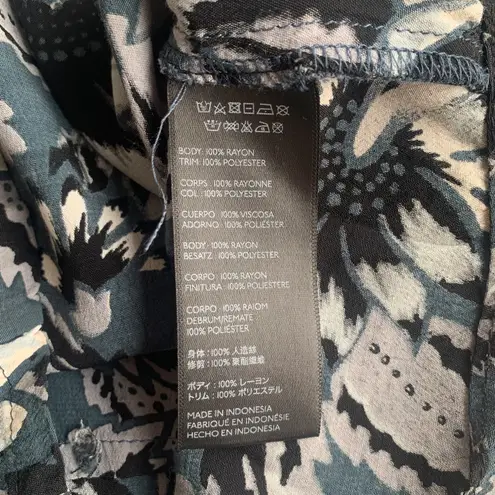 BODY: 100% RAYON
TRIM: 100% POLYESTER
CORPS: 100% RAYONNE
COL: 100% POLYESTER
CUERPO: 100% VISCOSA
ADORNO: 100% POLIÉSTER
BODY: 100% RAYON
BESATZ: 100% POLYESTER
CORPO: 100% RAYON
FINITURA: 100% POLIESTERE
CORPO: 100% RAIOM
DEBRUM/REMATE
100% POLIÉSTER
身体: 100% 人造絲
修剪: 100% 聚酯纖維
ボディ: 100% レーヨン
トリム: 100% ポリエステル
MADE IN INDONESIA
FABRIQUÉ EN INDONÉSIE
HECHO EN INDONESIA